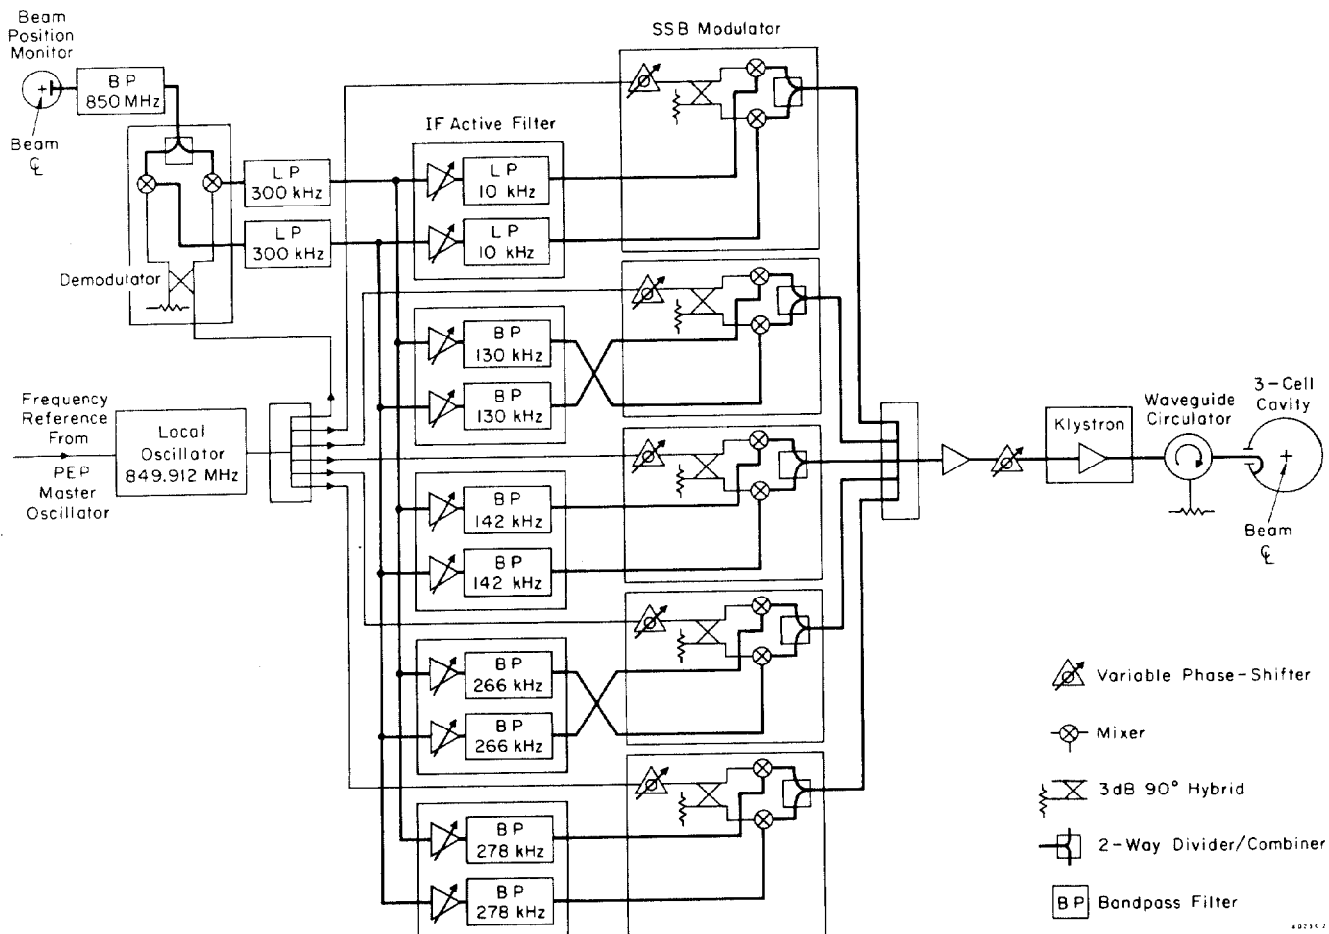 Beam
Position
Monitor
BP
850 MHz
Beam
℄
Demodulator
LP
300 kHz
LP
300 kHz
IF Active Filter
LP
10 kHz
LP
10 kHz
BP
130 kHz
BP
130 kHz
BP
142 kHz
BP
142 kHz
BP
266 kHz
BP
266 kHz
BP
278 kHz
BP
278 kHz
SSB Modulator
Frequency
Reference
From
PEP
Master
Oscillator
Local
Oscillator
849.912 MHz
Klystron
Waveguide
Circulator
3-Cell
Cavity
Beam
℄
Variable Phase-Shifter
Mixer
3dB 90° Hybrid
2-Way Divider/Combiner
BP Bandpass Filter